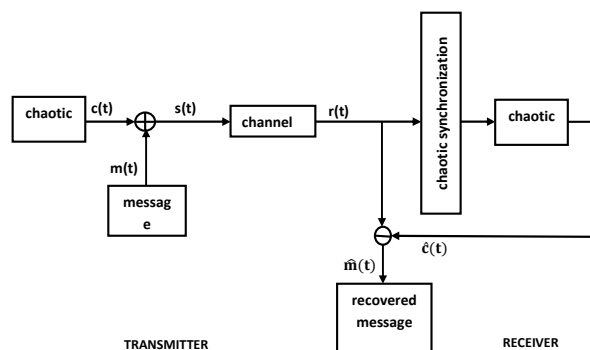 chaotic
c(t)
s(t)
channel
r(t)
chaotic synchronization
chaotic
m(t)
messag
e
ĉ(t)
m̂(t)
recovered
message
TRANSMITTER
RECEIVER